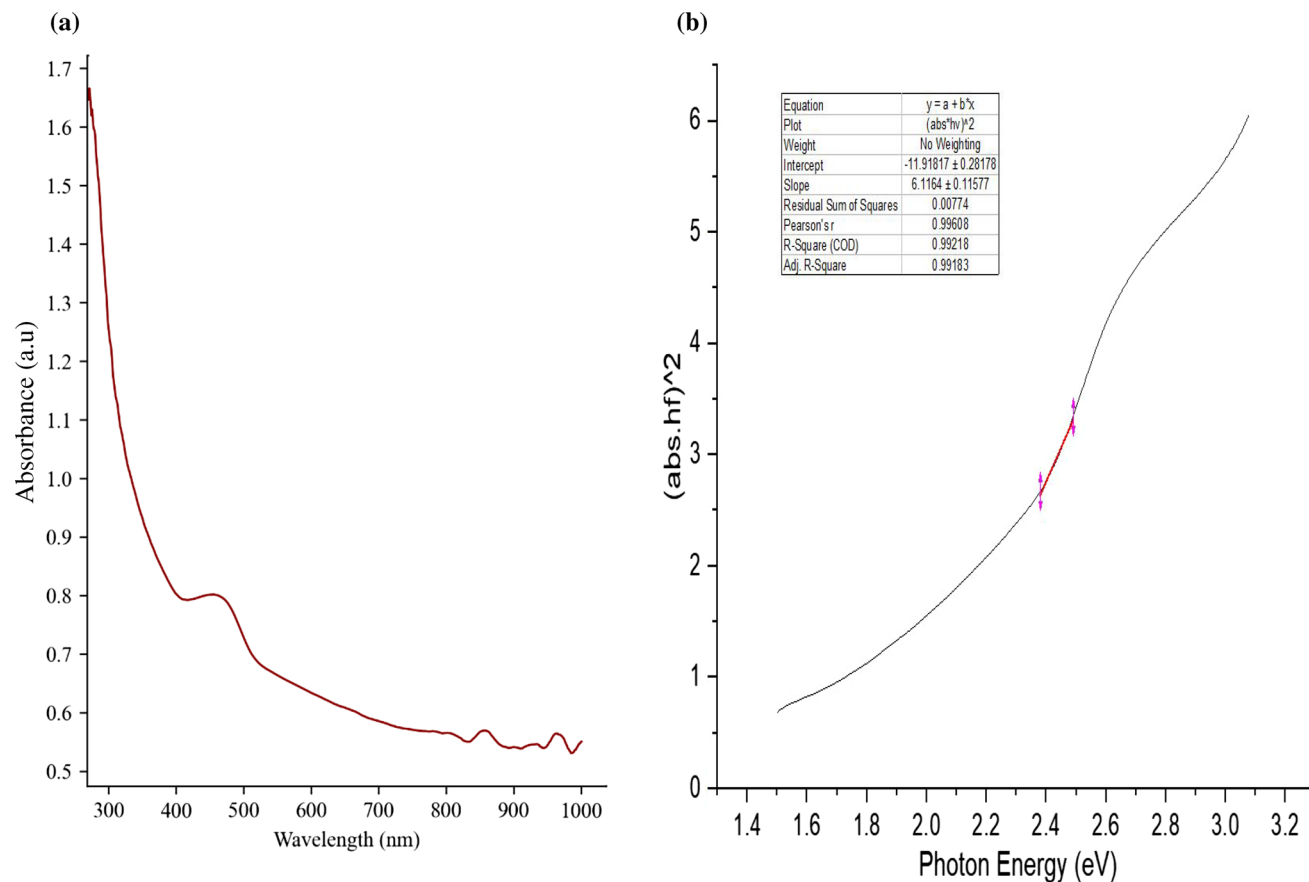 (a)
1.7
1.6
1.5
1.4
1.3
1.2
1.1
1.0
0.9
0.8
0.7
0.6
0.5
Absorbance (a.u)
300 400 500 600 700 800 900 1000
Wavelength (nm)
(b)
6
5
4
3
2
1
0
(abs.hf)^2
Equation y = a + b*x
Plot (abs*hv)^2
Weight No Weighting
Intercept -11.91817 ± 0.28178
Slope 6.1164 ± 0.11577
Residual Sum of Squares 0.00774
Pearson's r 0.99608
R-Square (COD) 0.99218
Adj. R-Square 0.99183
1.4 1.6 1.8 2.0 2.2 2.4 2.6 2.8 3.0 3.2
Photon Energy (eV)